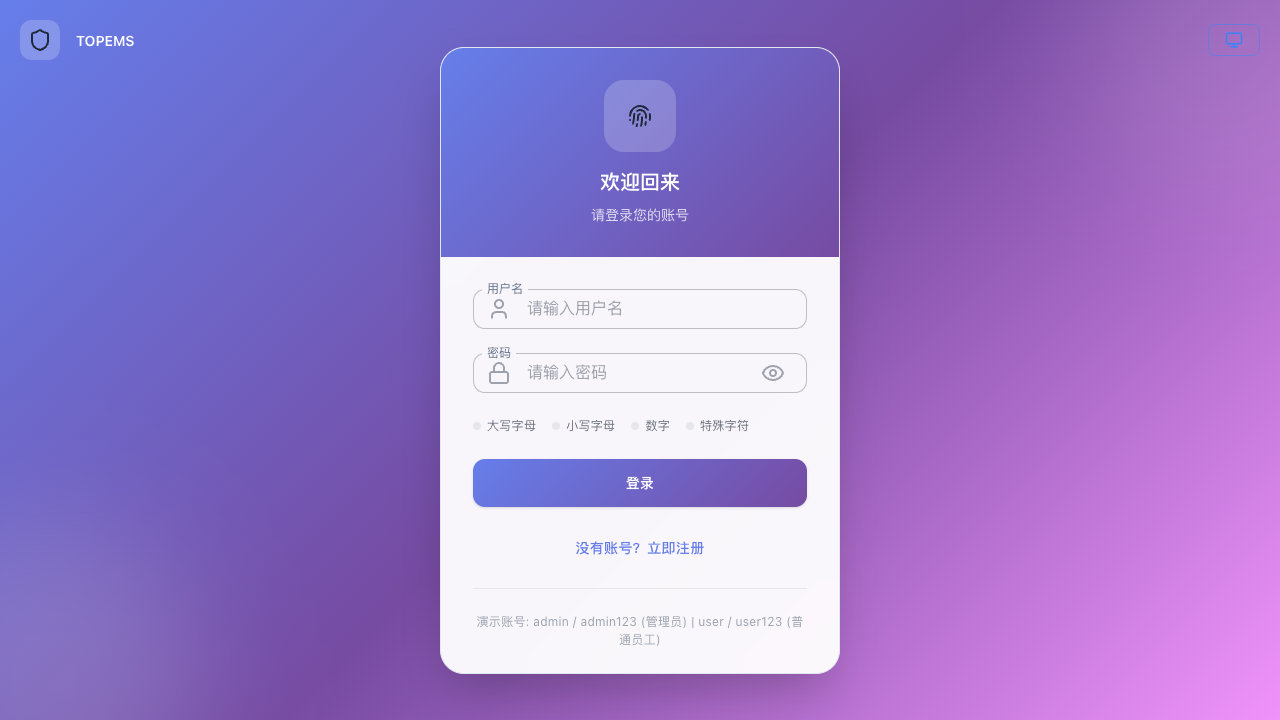 TOPEMS
欢迎回来
请登录您的账号
用户名
请输入用户名
密码
请输入密码
大写字母 小写字母 数字 特殊字符
登录
没有账号? 立即注册
演示账号: admin / admin123 (管理员) | user / user123 (普
通员工)